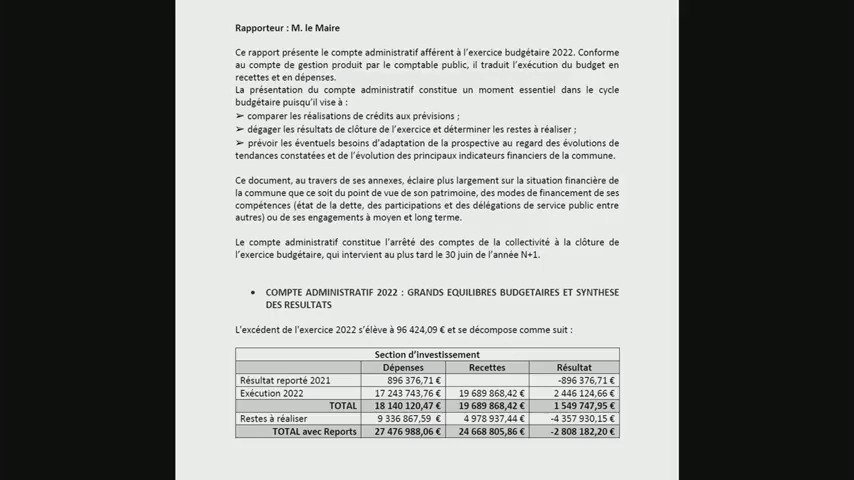 Rapporteur : M. le Maire
Ce rapport présente le compte administratif afférent à l'exercice budgétaire 2022. Conforme
au compte de gestion produit par le comptable public, il traduit l'exécution du budget en
recettes et en dépenses.
La présentation du compte administratif constitue un moment essentiel dans le cycle
budgétaire puisqu'il vise à :
➢ comparer les réalisations de crédits aux prévisions ;
➢ dégager les résultats de clôture de l'exercice et déterminer les restes à réaliser ;
➢ prévoir les éventuels besoins d'adaptation de la prospective au regard des évolutions de
tendances constatées et de l'évolution des principaux indicateurs financiers de la commune.
Ce document, au travers de ses annexes, éclaire plus largement sur la situation financière de
la commune que ce soit du point de vue de son patrimoine, des modes de financement de ses
compétences (état de la dette, des participations et des délégations de service public entre
autres) ou de ses engagements à moyen et long terme.
Le compte administratif constitue l'arrêté des comptes de la collectivité à la clôture de
l'exercice budgétaire, qui intervient au plus tard le 30 juin de l'année N+1.
• COMPTE ADMINISTRATIF 2022 : GRANDS EQUILIBRES BUDGETAIRES ET SYNTHESE
DES RESULTATS
L'excédent de l'exercice 2022 s'élève à 96 424,09 € et se décompose comme suit :
Section d'investissement
Dépenses Recettes Résultat
Résultat reporté 2021 896 376,71 € -896 376,71 €
Exécution 2022 17 243 743,76 € 19 689 868,42 € 2 446 124,66 €
TOTAL 18 140 120,47 € 19 689 868,42 € 1 549 747,95 €
Restes à réaliser 9 336 867,59 € 4 978 937,44 € -4 357 930,15 €
TOTAL avec Reports 27 476 988,06 € 24 668 805,86 € -2 808 182,20 €